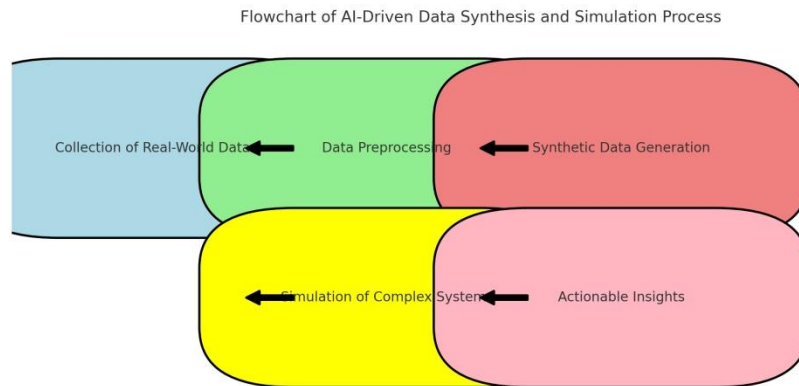 Flowchart of AI-Driven Data Synthesis and Simulation Process
Collection of Real-World Data
Data Preprocessing
Synthetic Data Generation
Simulation of Complex System
Actionable Insights